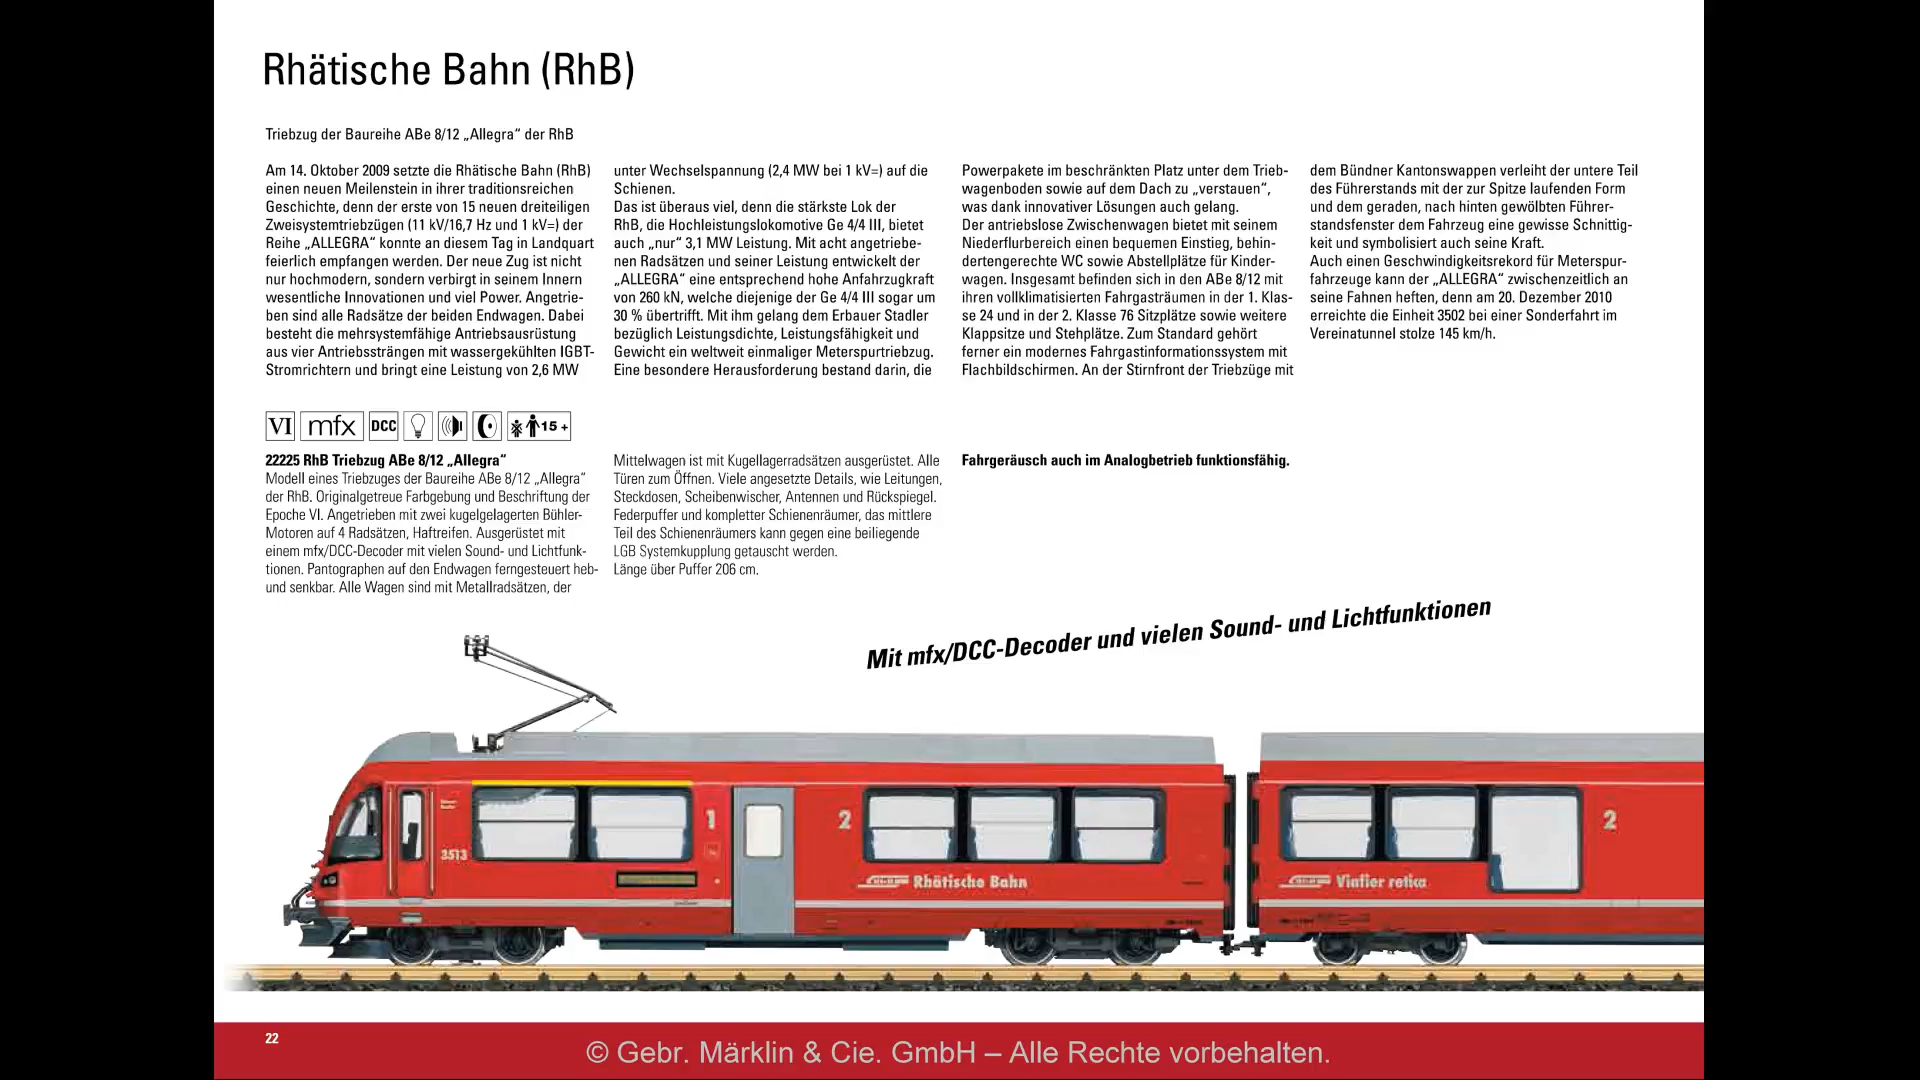 Rhätische Bahn (RhB)
Triebzug der Baureihe ABe 8/12 „Allegra“ der RhB
Am 14. Oktober 2009 setzte die Rhätische Bahn (RhB)
einen neuen Meilenstein in ihrer traditionsreichen
Geschichte, denn der erste von 15 neuen dreiteiligen
Zweisystemtriebzügen (11 kV/16,7 Hz und 1 kV=) der
Reihe „ALLEGRA“ konnte an diesem Tag in Landquart
feierlich empfangen werden. Der neue Zug ist nicht
nur hochmodern, sondern verbirgt in seinem Innern
wesentliche Innovationen und viel Power. Angetrie-
ben sind alle Radsätze der beiden Endwagen. Dabei
besteht die mehrsystemfähige Antriebsausrüstung
aus vier Antriebssträngen mit wassergekühlten IGBT-
Stromrichtern und bringt eine Leistung von 2,6 MW
unter Wechselspannung (2,4 MW bei 1 kV=) auf die
Schienen.
Das ist überaus viel, denn die stärkste Lok der
RhB, die Hochleistungslokomotive Ge 4/4 III, bietet
auch „nur“ 3,1 MW Leistung. Mit acht angetriebe-
nen Radsätzen und seiner Leistung entwickelt der
„ALLEGRA“ eine entsprechend hohe Anfahrzugkraft
von 260 kN, welche diejenige der Ge 4/4 III sogar um
30 % übertrifft. Mit ihm gelang dem Erbauer Stadler
bezüglich Leistungsdichte, Leistungsfähigkeit und
Gewicht ein weltweit einmaliger Meterspurtriebzug.
Eine besondere Herausforderung bestand darin, die
Powerpakete im beschränkten Platz unter dem Trieb-
wagenboden sowie auf dem Dach zu „verstauen“,
was dank innovativer Lösungen auch gelang.
Der antriebslose Zwischenwagen bietet mit seinem
Niederflurbereich einen bequemen Einstieg, behin-
dertengerechte WC sowie Abstellplätze für Kinder-
wagen. Insgesamt befinden sich in den ABe 8/12 mit
ihren vollklimatisierten Fahrgasträumen in der 1. Klas-
se 24 und in der 2. Klasse 76 Sitzplätze sowie weitere
Klappsitze und Stehplätze. Zum Standard gehört
ferner ein modernes Fahrgastinformationssystem mit
Flachbildschirmen. An der Stirnfront der Triebzüge mit
dem Bündner Kantonswappen verleiht der untere Teil
des Führerstands mit der zur Spitze laufenden Form
und dem geraden, nach hinten gewölbten Führer-
standsfenster dem Fahrzeug eine gewisse Schnittig-
keit und symbolisiert auch seine Kraft.
Auch einen Geschwindigkeitsrekord für Meterspur-
fahrzeuge kann der „ALLEGRA“ zwischenzeitlich an
seine Fahnen heften, denn am 20. Dezember 2010
erreichte die Einheit 3502 bei einer Sonderfahrt im
Vereinatunnel stolze 145 km/h.
VI mfx DCC 15 +
22225 RhB Triebzug ABe 8/12 „Allegra“
Modell eines Triebzuges der Baureihe ABe 8/12 „Allegra“
der RhB. Originalgetreue Farbgebung und Beschriftung der
Epoche VI. Angetrieben mit zwei kugelgelagerten Bühler-
Motoren auf 4 Radsätzen, Haftreifen. Ausgerüstet mit
einem mfx/DCC-Decoder mit vielen Sound- und Lichtfunk-
tionen. Pantographen auf den Endwagen ferngesteuert heb-
und senkbar. Alle Wagen sind mit Metallradsätzen, der
Mittelwagen ist mit Kugellagerradsätzen ausgerüstet. Alle
Türen zum Öffnen. Viele angesetzte Details, wie Leitungen,
Steckdosen, Scheibenwischer, Antennen und Rückspiegel.
Federpuffer und kompletter Schienenräumer, das mittlere
Teil des Schienenräumers kann gegen eine beiliegende
LGB Systemkupplung getauscht werden.
Länge über Puffer 206 cm.
Fahrgeräusch auch im Analogbetrieb funktionsfähig.
Mit mfx/DCC-Decoder und vielen Sound- und Lichtfunktionen
3513
1
2
Rhätische Bahn
2
Viafier retica
22
© Gebr. Märklin & Cie. GmbH – Alle Rechte vorbehalten.